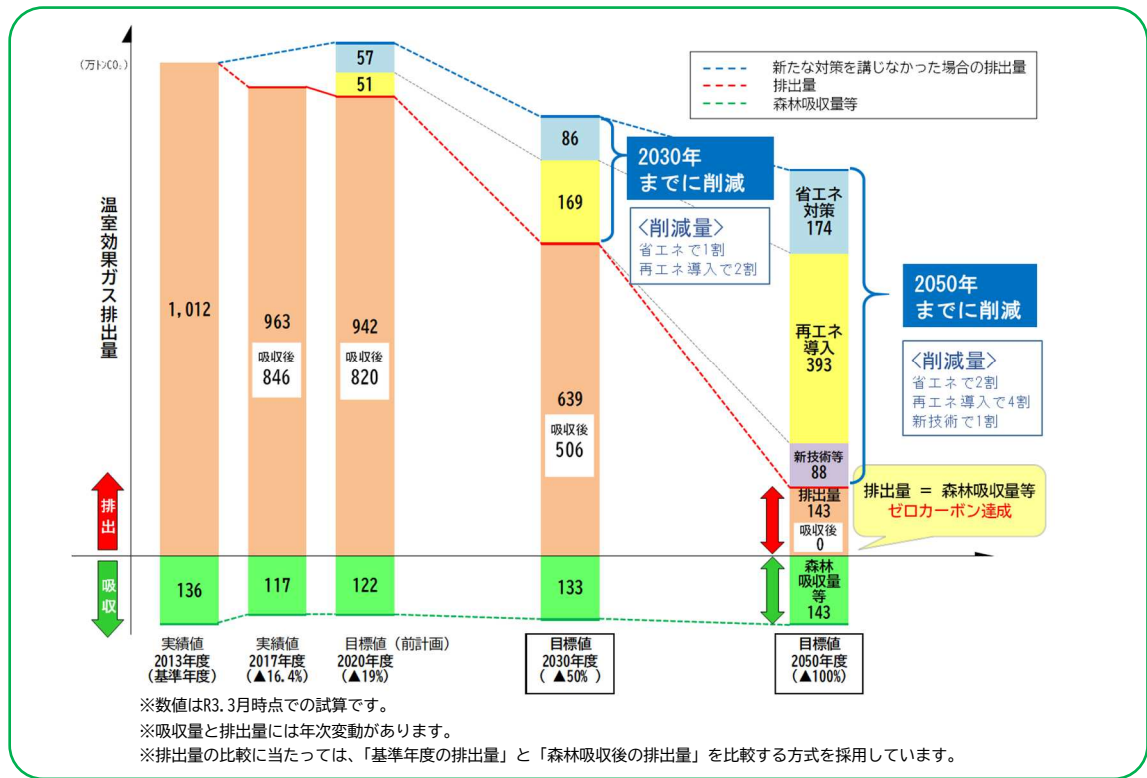 (万トンCO₂)
温室効果ガス排出量
新たな対策を講じなかった場合の排出量
排出量
森林吸収量等
1,012
136
963
吸収後
846
117
57
51
942
吸収後
820
122
86
169
639
吸収後
506
133
2030年
までに削減
<削減量>
省エネで1割
再エネ導入で2割
省エネ
対策
174
再エネ
導入
393
新技術等
88
排出量
143
吸収後
0
森林
吸収量
等
143
2050年
までに削減
<削減量>
省エネで2割
再エネ導入で4割
新技術で1割
排出量 = 森林吸収量等
ゼロカーボン達成
排出
吸収
実績値
2013年度
(基準年度)
実績値
2017年度
(▲16.4%)
目標値(前計画)
2020年度
(▲19%)
目標値
2030年度
(▲50%)
目標値
2050年度
(▲100%)
※数値はR3.3月時点での試算です。
※吸収量と排出量には年次変動があります。
※排出量の比較に当たっては、「基準年度の排出量」と「森林吸収後の排出量」を比較する方式を採用しています。